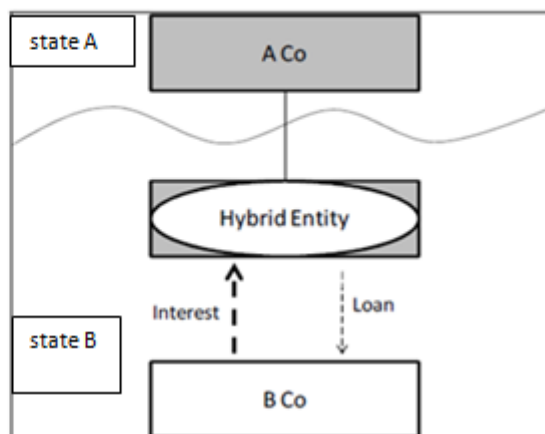 state A
A Co
Hybrid Entity
Interest
Loan
state B
B Co